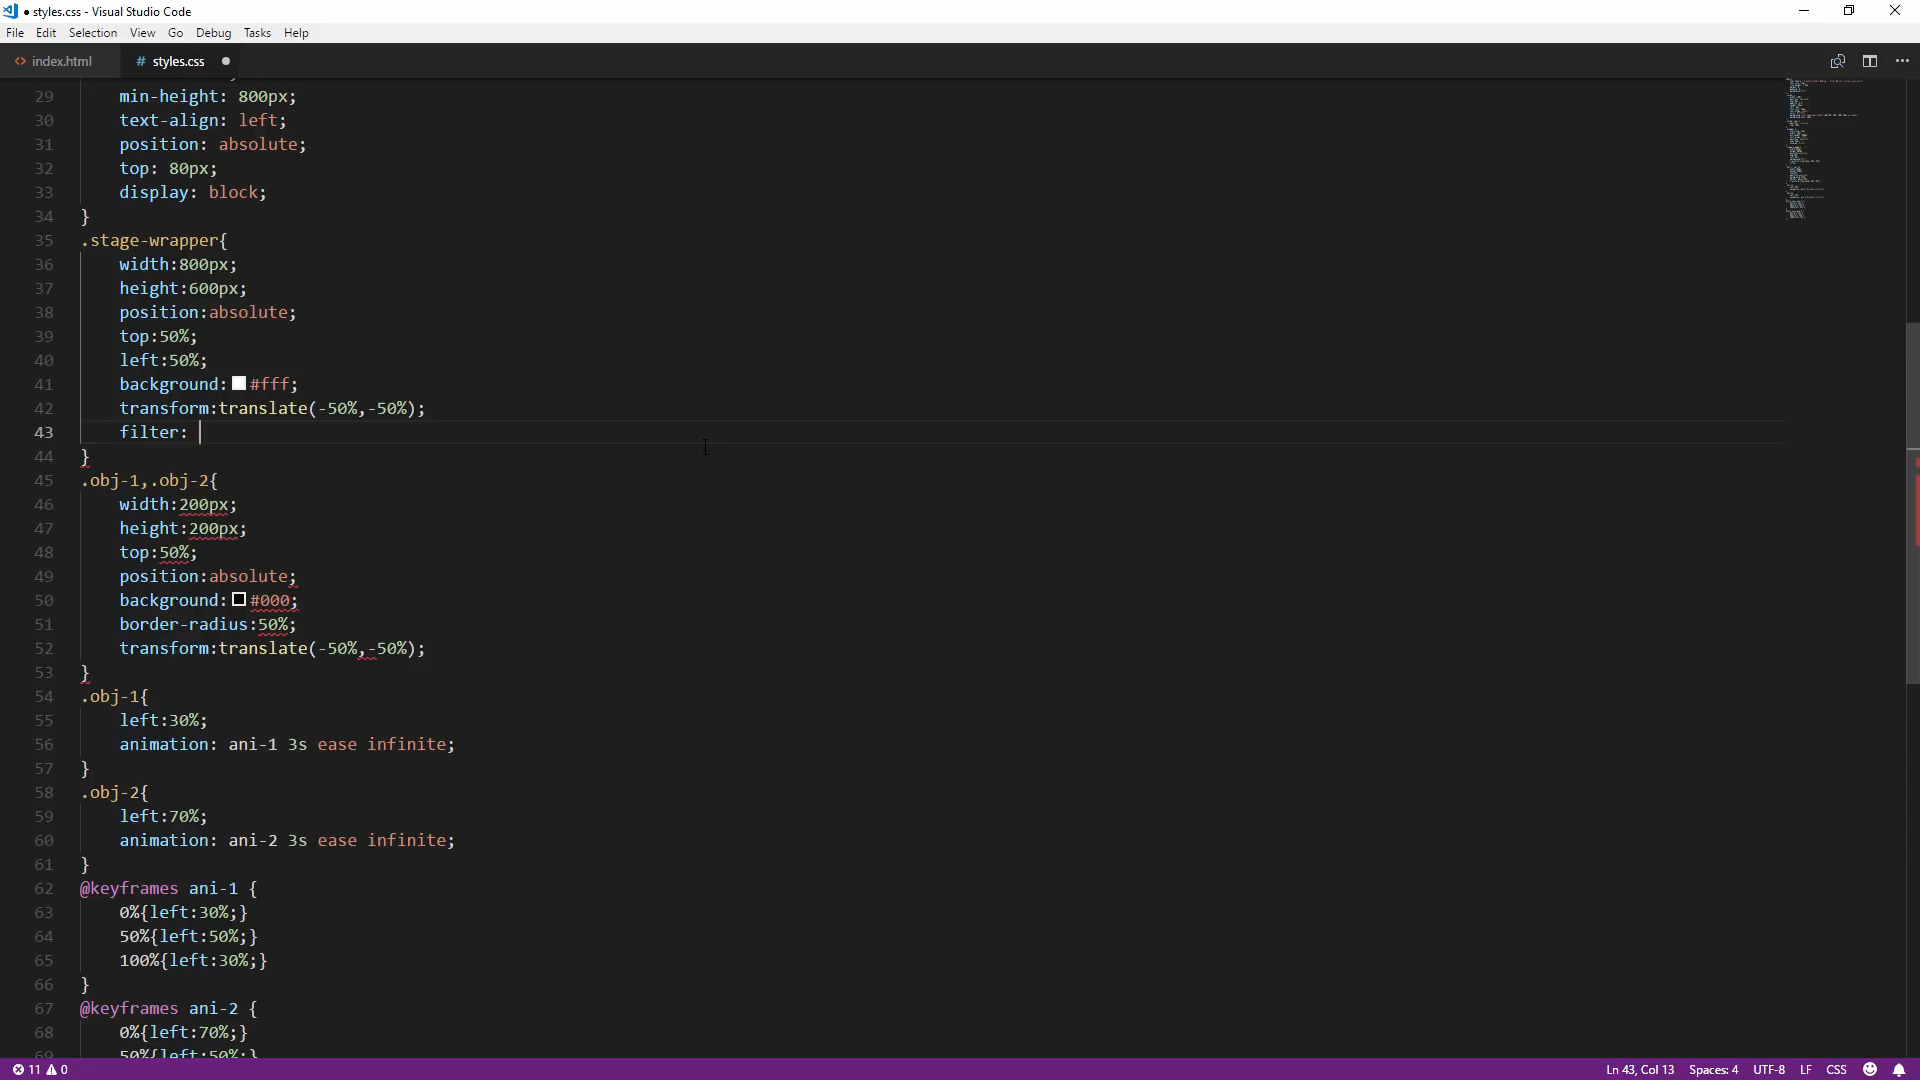 ● styles.css - Visual Studio Code
File Edit Selection View Go Debug Tasks Help
<> index.html # styles.css ●
29 min-height: 800px;
30 text-align: left;
31 position: absolute;
32 top: 80px;
33 display: block;
34 }
35 .stage-wrapper{
36 width:800px;
37 height:600px;
38 position:absolute;
39 top:50%;
40 left:50%;
41 background:#fff;
42 transform:translate(-50%,-50%);
43 filter:
44 }
45 .obj-1,.obj-2{
46 width:200px;
47 height:200px;
48 top:50%;
49 position:absolute;
50 background:#000;
51 border-radius:50%;
52 transform:translate(-50%,-50%);
53 }
54 .obj-1{
55 left:30%;
56 animation: ani-1 3s ease infinite;
57 }
58 .obj-2{
59 left:70%;
60 animation: ani-2 3s ease infinite;
61 }
62 @keyframes ani-1 {
63 0%{left:30%;}
64 50%{left:50%;}
65 100%{left:30%;}
66 }
67 @keyframes ani-2 {
68 0%{left:70%;}
69 50%{left:50%;}
11 0 Ln 43, Col 13 Spaces: 4 UTF-8 LF CSS